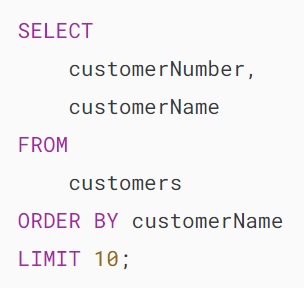 SELECT
    customerNumber,
    customerName
FROM
    customers
ORDER BY customerName
LIMIT 10;